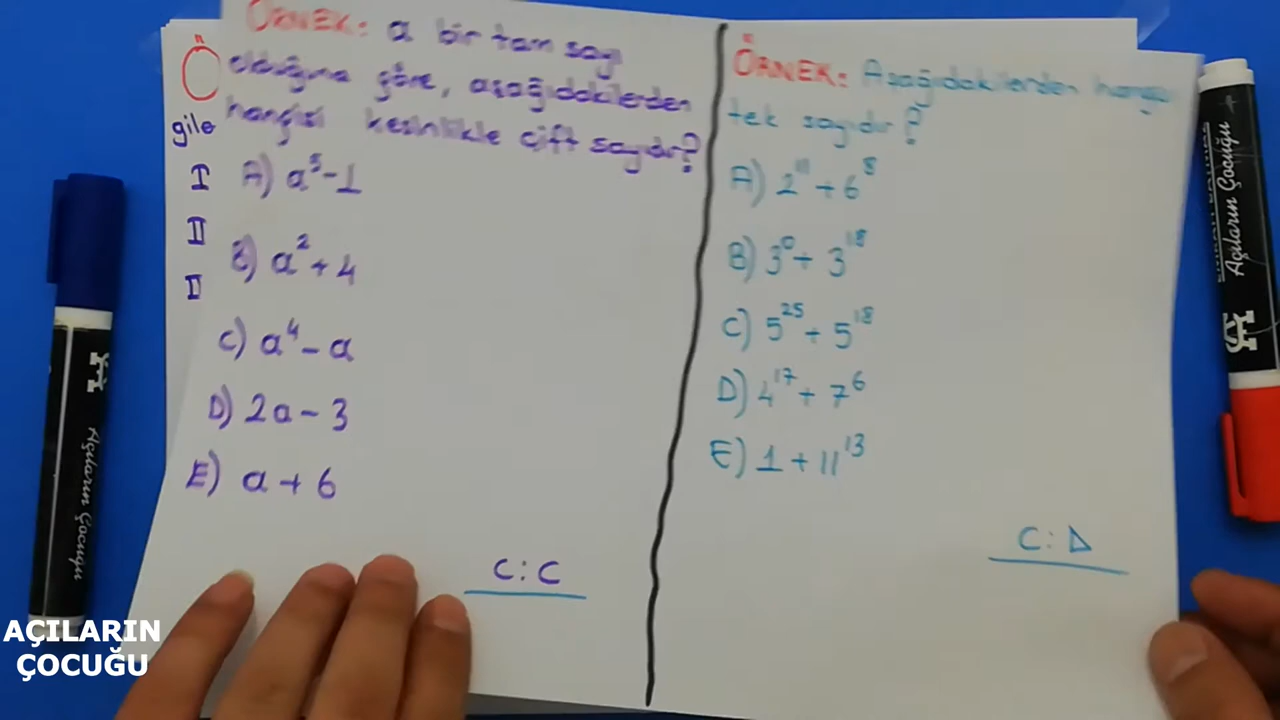 ÖRNEK: a bir tam sayı
olduğuna göre, aşağıdakilerden
hangisi kesinlikle çift sayıdır?
A) a⁵-1
B) a²+4
C) a⁴-a
D) 2a-3
E) a+6
C:C
ÖRNEK: Aşağıdakilerden hangisi
tek sayıdır?
A) 2¹¹+6⁸
B) 3⁰+3¹⁸
C) 5²⁵+5¹⁸
D) 4¹⁷+7⁶
E) 1+11¹³
C:D
Ö
gile
I
II
Açıların Çocuğu
Açıların Çocuğu
AÇILARIN
ÇOCUĞU